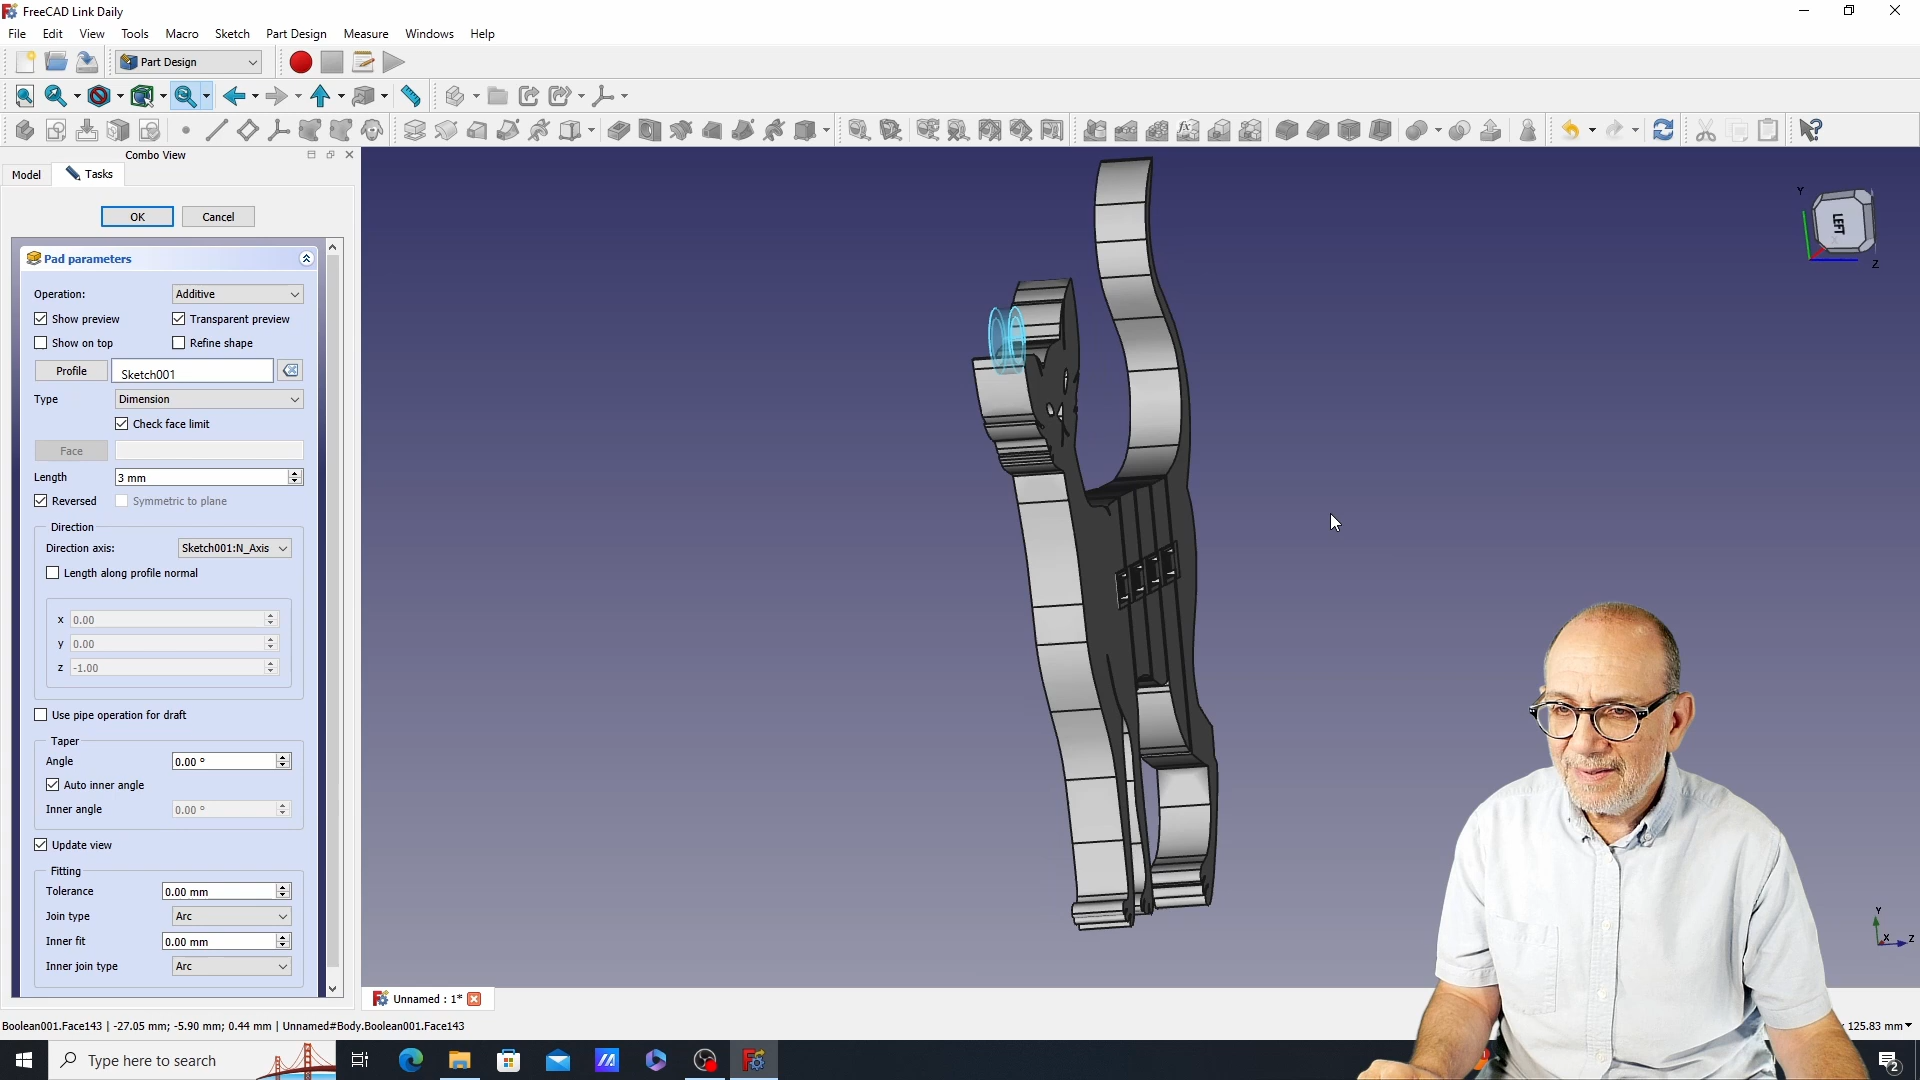 FreeCAD Link Daily
File Edit View Tools Macro Sketch Part Design Measure Windows Help
Part Design
Combo View
Model Tasks
OK Cancel
Pad parameters
Operation: Additive
Show preview Transparent preview
Show on top Refine shape
Profile Sketch001
Type Dimension
Check face limit
Face
Length 3 mm
Reversed Symmetric to plane
Direction
Direction axis: Sketch001:N_Axis
Length along profile normal
x 0.00
y 0.00
z -1.00
Use pipe operation for draft
Taper
Angle 0.00 °
Auto inner angle
Inner angle 0.00 °
Update view
Fitting
Tolerance 0.00 mm
Join type Arc
Inner fit 0.00 mm
Inner join type Arc
Y
LEFT
Z
Y
X Z
Unnamed : 1*
Boolean001.Face143 | -27.05 mm; -5.90 mm; 0.44 mm | Unnamed#Body.Boolean001.Face143
125.83 mm
Type here to search
2